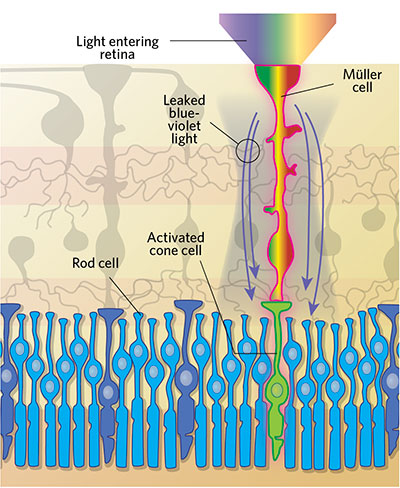 Light entering
retina
Müller
cell
Leaked
blue-
violet
light
Activated
cone cell
Rod cell